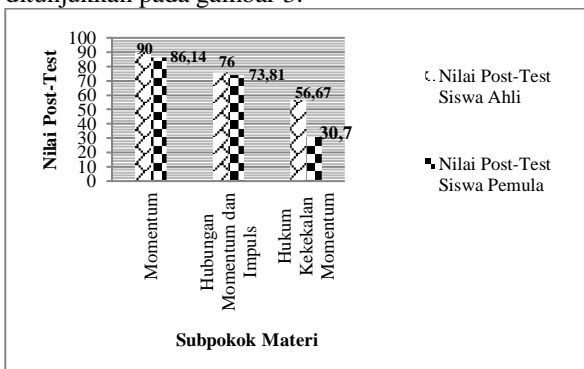 ditunjukkan pada gambar 3.
Nilai Post-Test
100
90
80
70
60
50
40
30
20
10
0
90
86,14
76
73,81
56,67
30,7
Momentum
Hubungan
Momentum dan
Impuls
Hukum
Kekekalan
Momentum
Subpokok Materi
Nilai Post-Test
Siswa Ahli
Nilai Post-Test
Siswa Pemula